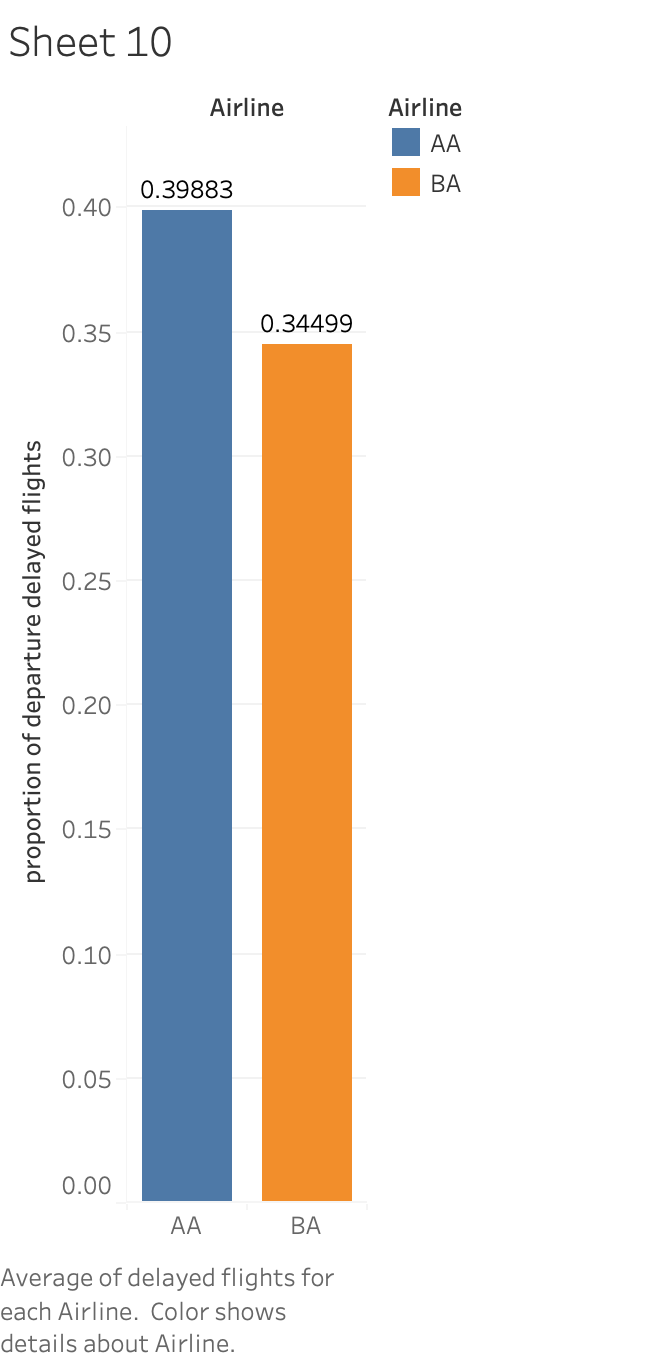 Sheet 10
Airline
Airline
AA
BA
0.39883
0.34499
0.40
0.35
0.30
0.25
0.20
0.15
0.10
0.05
0.00
proportion of departure delayed flights
AA
BA
Average of delayed flights for
each Airline.  Color shows
details about Airline.